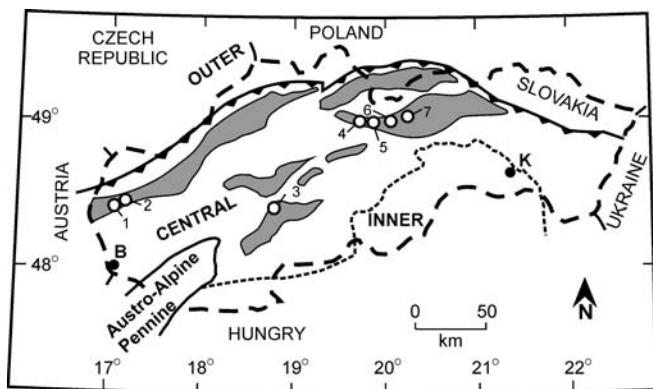 CZECH
REPUBLIC
POLAND
OUTER
SLOVAKIA
49°
6
7
4
5
K
UKRAINE
AUSTRIA
2
1
3
CENTRAL
INNER
B
48°
Austro-Alpine
Pennine
HUNGRY
0 50
km
N
17° 18° 19° 20° 21° 22°